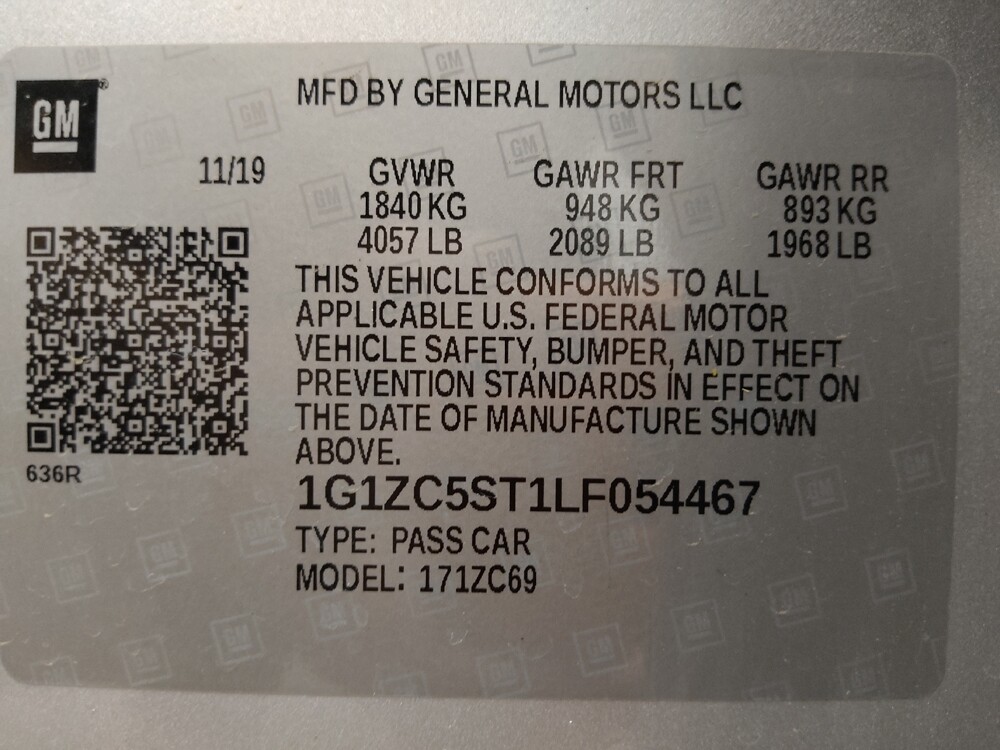 GM
MFD BY GENERAL MOTORS LLC
11/19
GVWR GAWR FRT GAWR RR
1840 KG 948 KG 893 KG
4057 LB 2089 LB 1968 LB
THIS VEHICLE CONFORMS TO ALL
APPLICABLE U.S. FEDERAL MOTOR
VEHICLE SAFETY, BUMPER, AND THEFT
PREVENTION STANDARDS IN EFFECT ON
THE DATE OF MANUFACTURE SHOWN
ABOVE.
636R
1G1ZC5ST1LF054467
TYPE: PASS CAR
MODEL: 171ZC69